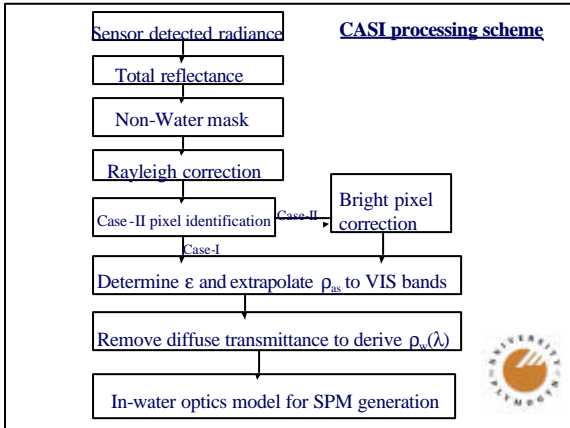 CASI processing scheme
Sensor detected radiance
Total reflectance
Non-Water mask
Rayleigh correction
Case-II pixel identification
Case-II
Bright pixel
correction
Case-I
Determine ε and extrapolate ρas to VIS bands
Remove diffuse transmittance to derive ρw(λ)
In-water optics model for SPM generation
UNIVERSITY
PLYMOUTH